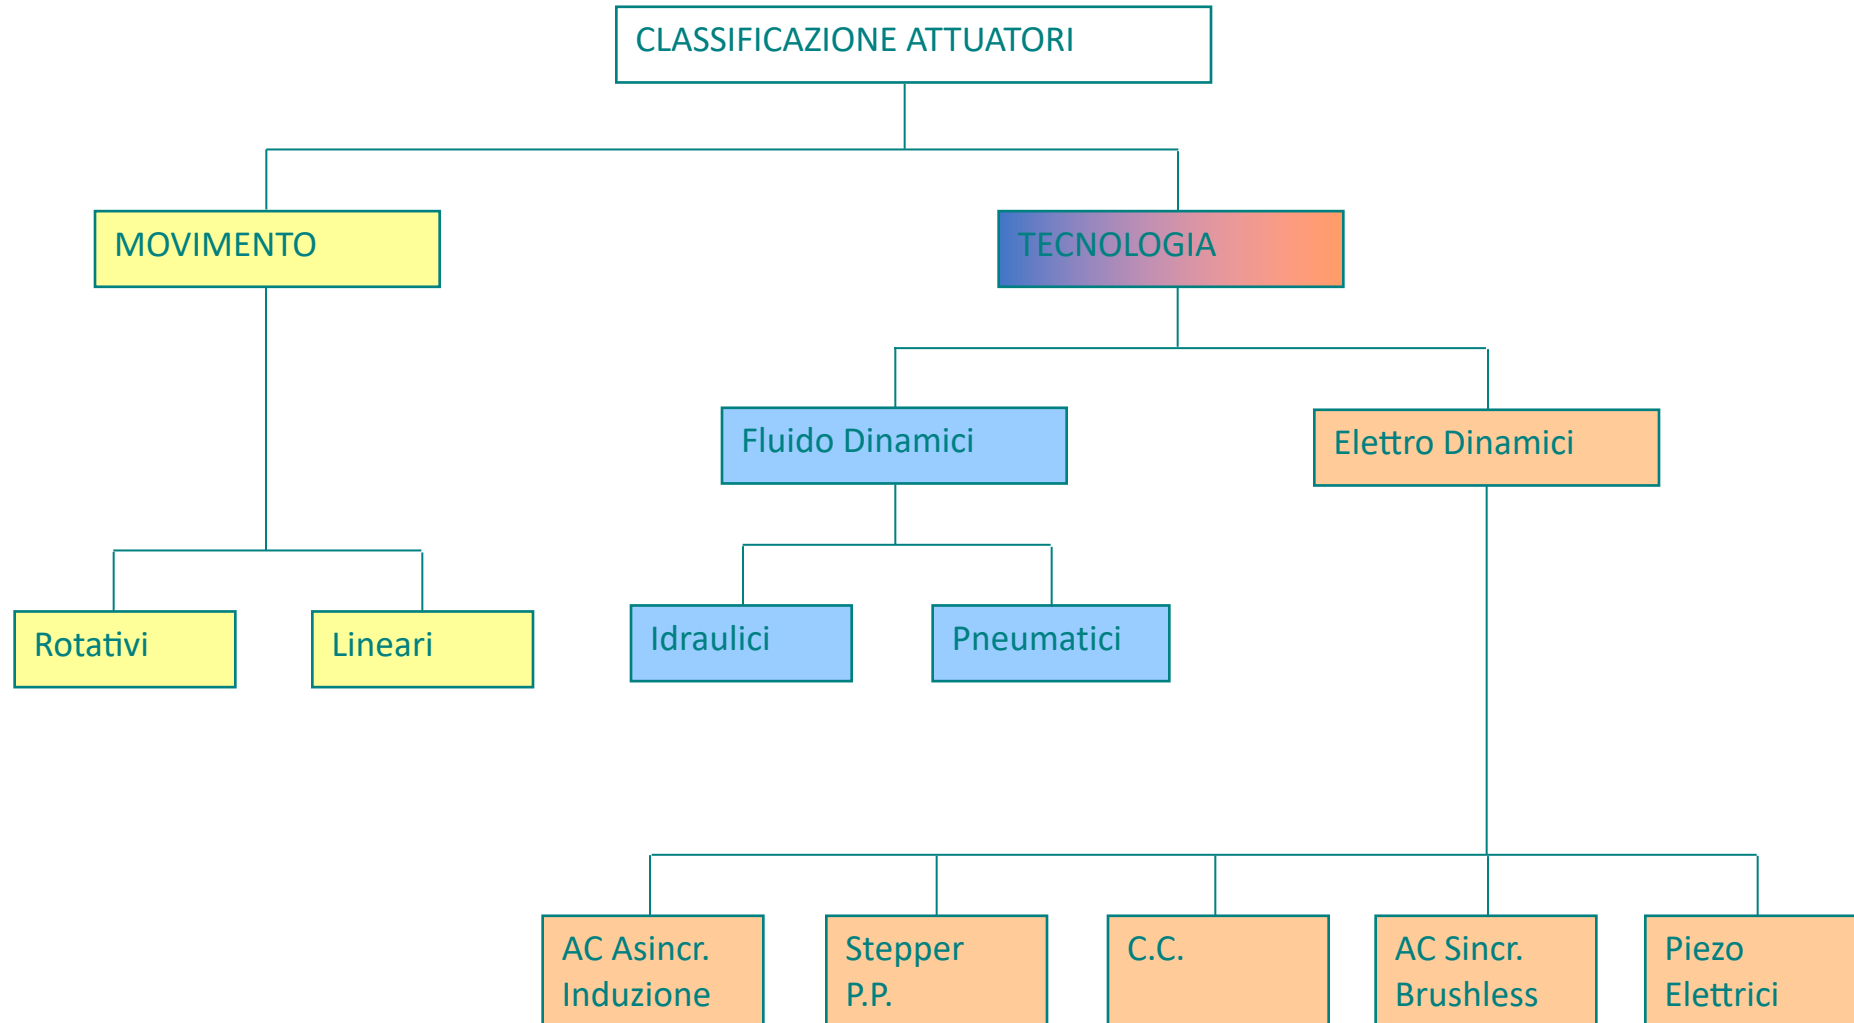 CLASSIFICAZIONE ATTUATORI
MOVIMENTO
TECNOLOGIA
Fluido Dinamici
Elettro Dinamici
Rotativi
Lineari
Idraulici
Pneumatici
AC Asincr.
Induzione
Stepper
P.P.
C.C.
AC Sincr.
Brushless
Piezo
Elettrici